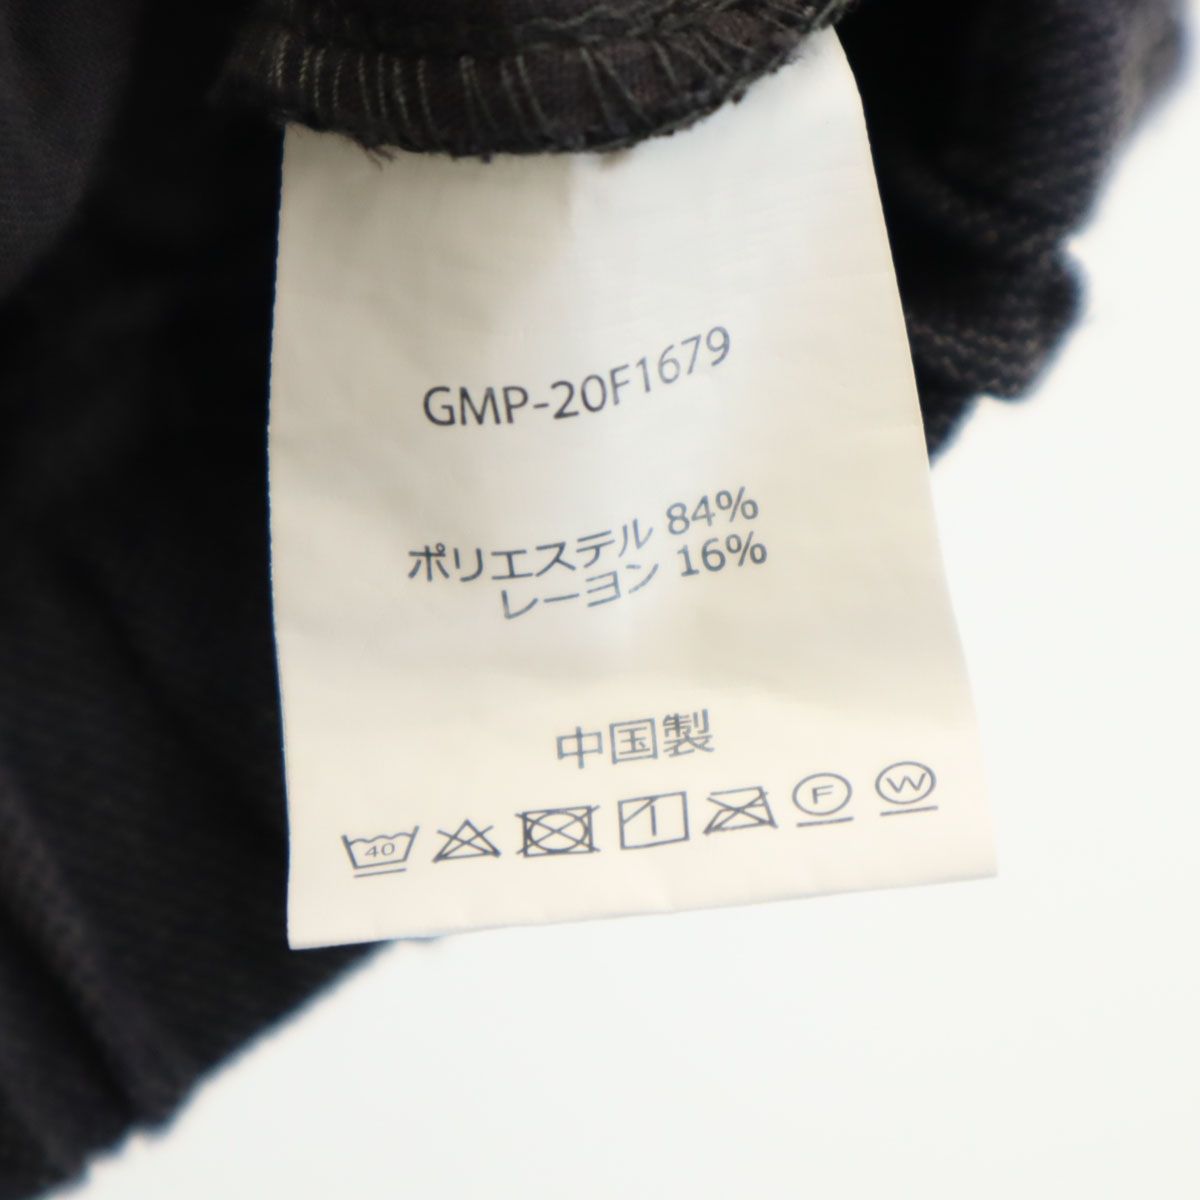 GMP-20F1679
ポリエステル 84%
レーヨン 16%
中国製
40 F W